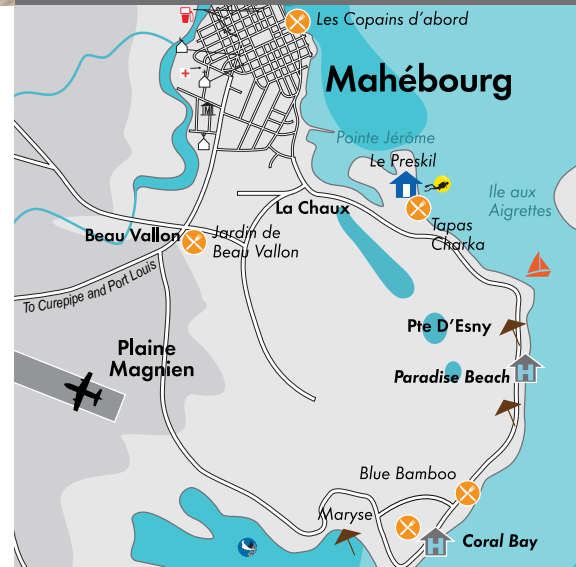 Les Copains d'abord
Mahébourg
Pointe Jérôme
Le Preskil
Ile aux
Aigrettes
La Chaux
Tapas
Charka
Beau Vallon
Jardin de
Beau Vallon
To Curepipe and Port Louis
Pte D'Esny
Plaine
Magnien
Paradise Beach
H
Blue Bamboo
Maryse
H
Coral Bay